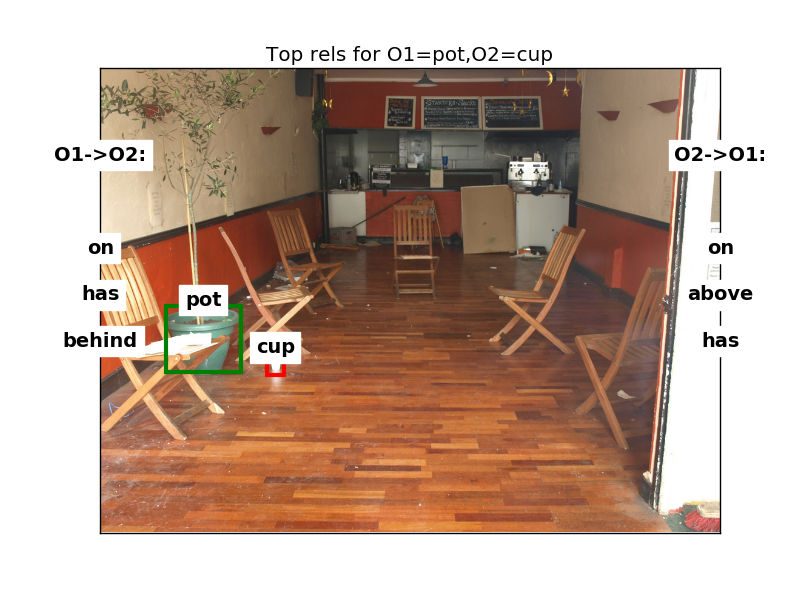 Top rels for O1=pot,O2=cup
O1->O2:
O2->O1:
on
on
has
above
behind
has
pot
cup